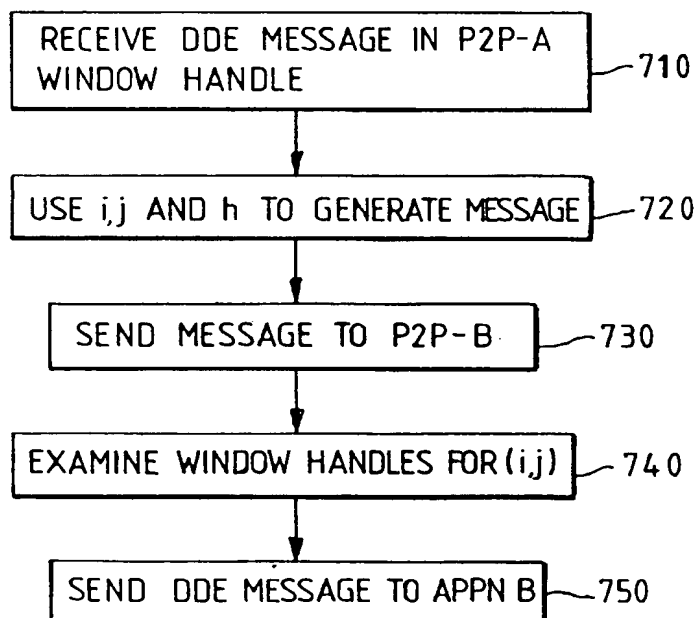 RECEIVE DDE MESSAGE IN P2P-A
WINDOW HANDLE
710
USE i,j AND h TO GENERATE MESSAGE
720
SEND MESSAGE TO P2P-B
730
EXAMINE WINDOW HANDLES FOR (i,j)
740
SEND DDE MESSAGE TO APPN B
750